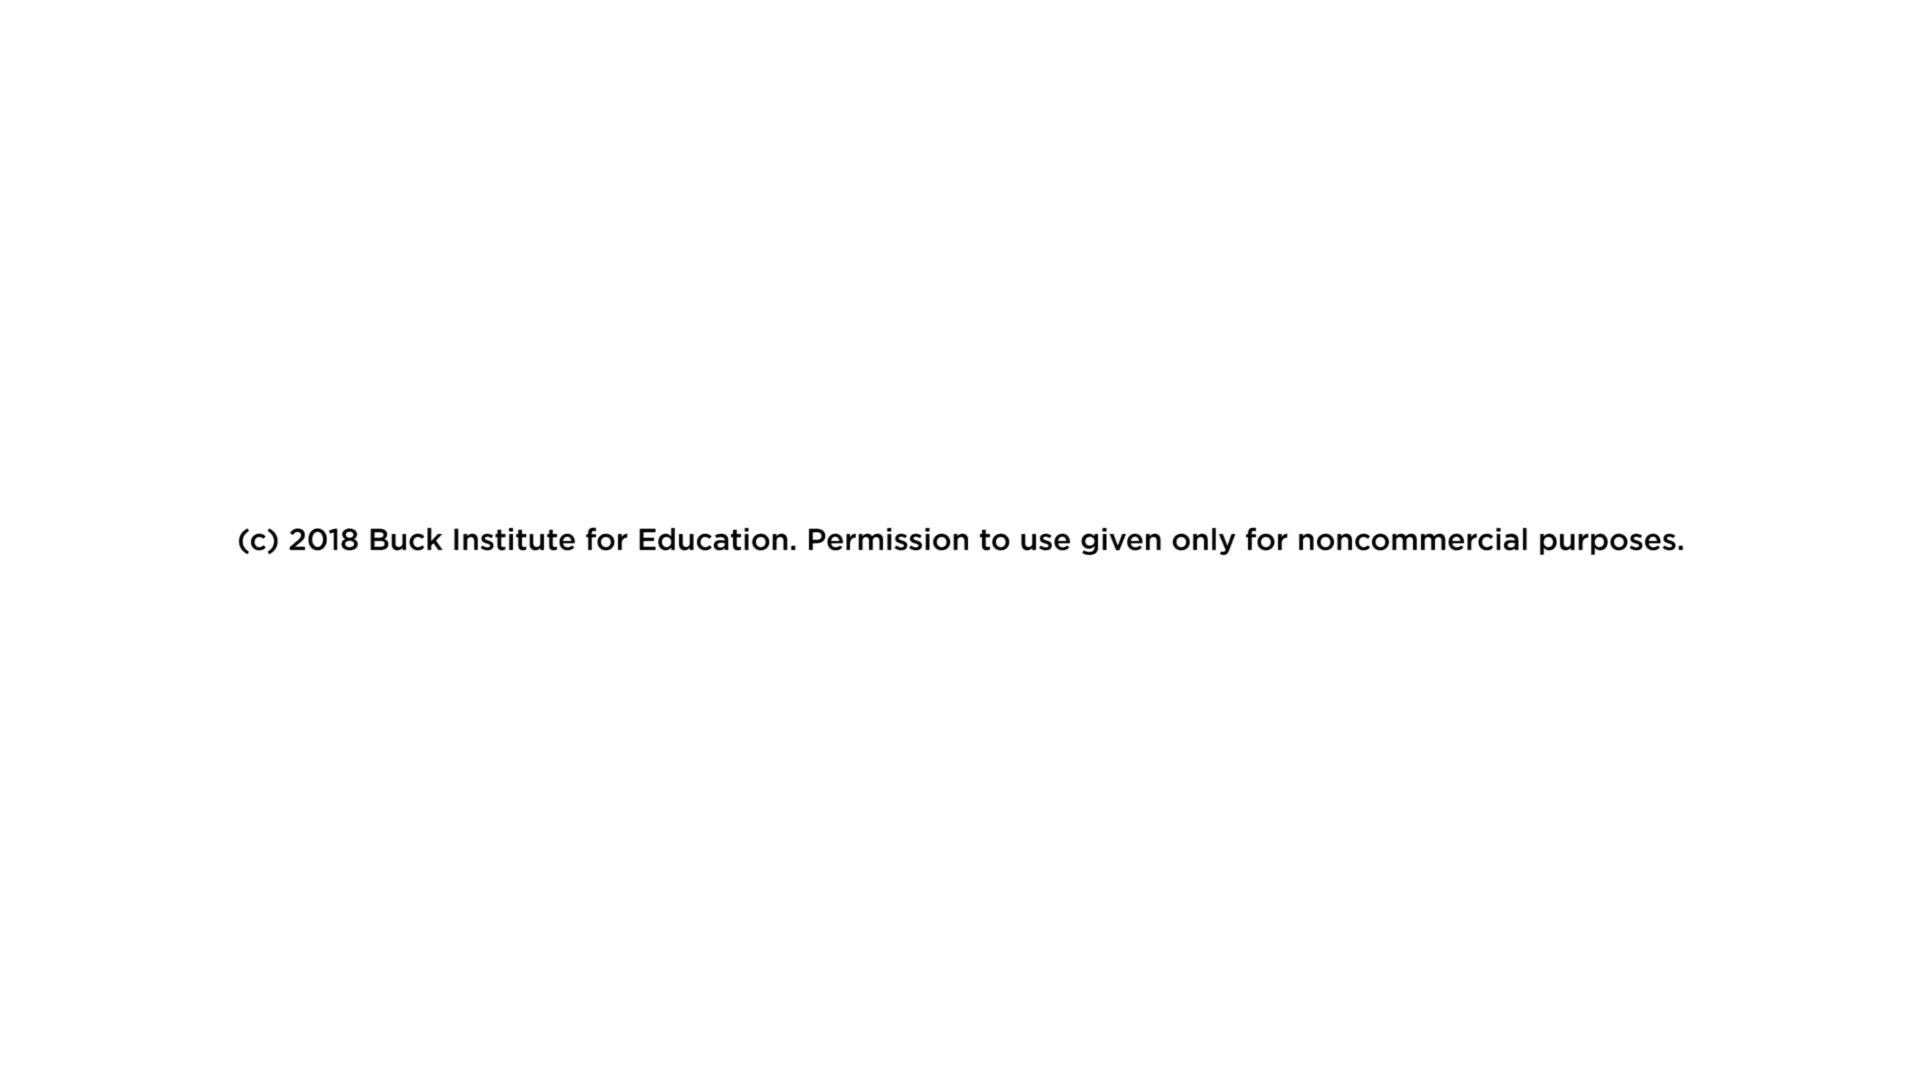 (c) 2018 Buck Institute for Education. Permission to use given only for noncommercial purposes.